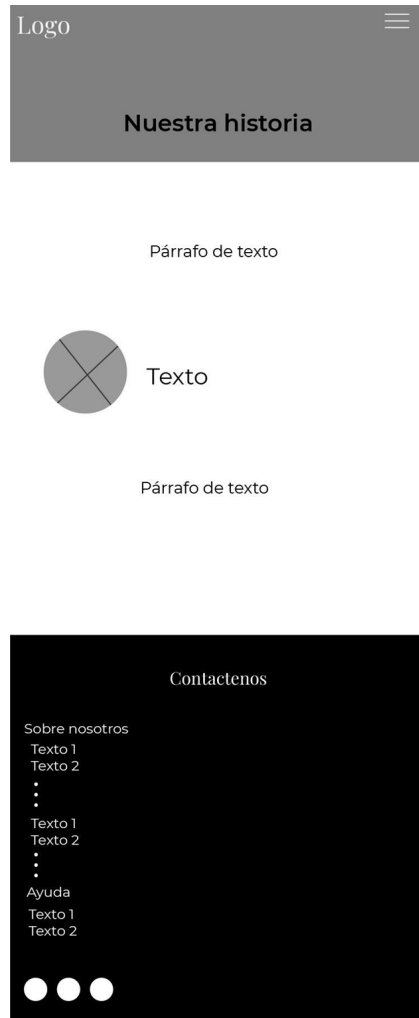 Logo
Nuestra historia
Párrafo de texto
Texto
Párrafo de texto
Contactenos
Sobre nosotros
Texto 1
Texto 2
Texto 1
Texto 2
Ayuda
Texto 1
Texto 2